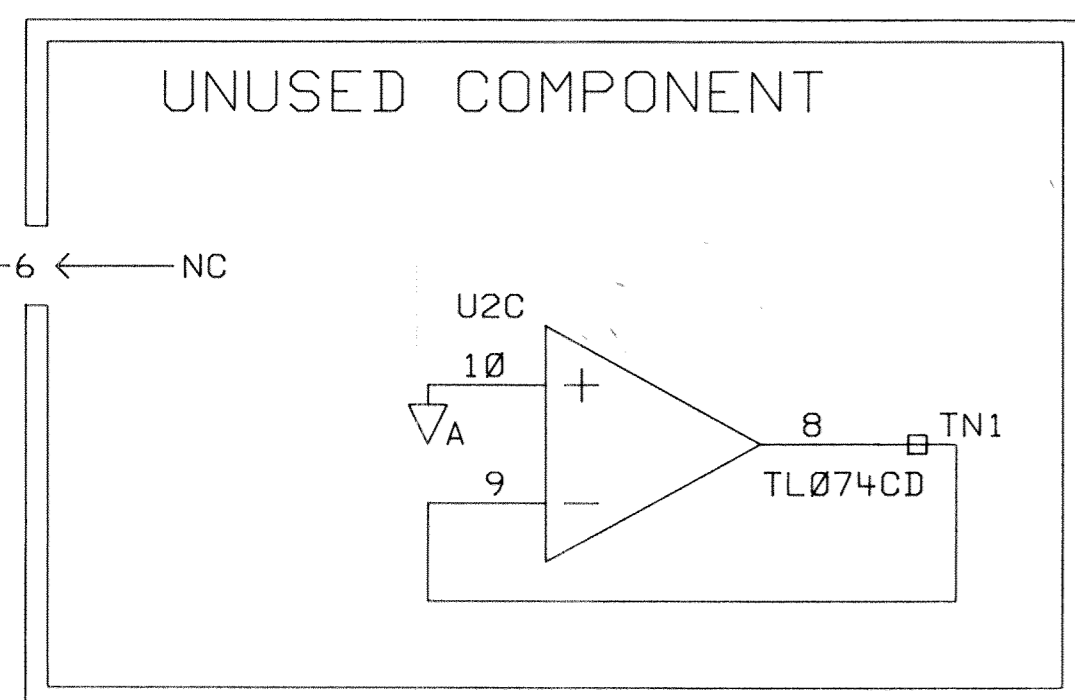 UNUSED COMPONENT
-6
NC
U2C
10
A
9
8
TN1
TL074CD